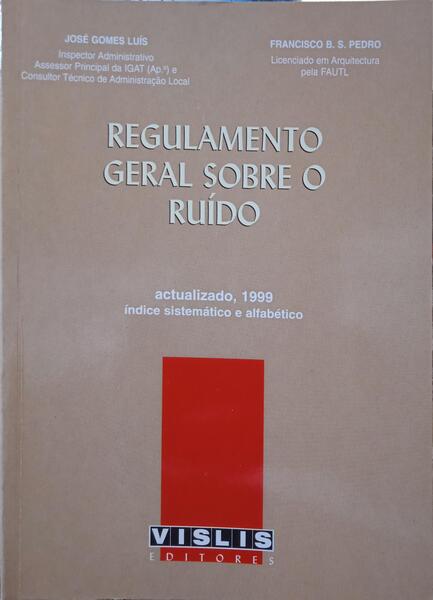 JOSÉ GOMES LUÍS
Inspector Administrativo
Assessor Principal da IGAT (Ap.º) e
Consultor Técnico de Administração Local
FRANCISCO B. S. PEDRO
Licenciado em Arquitectura
pela FAUTL
REGULAMENTO
GERAL SOBRE O
RUÍDO
actualizado, 1999
índice sistemático e alfabético
VISLIS
EDITORES